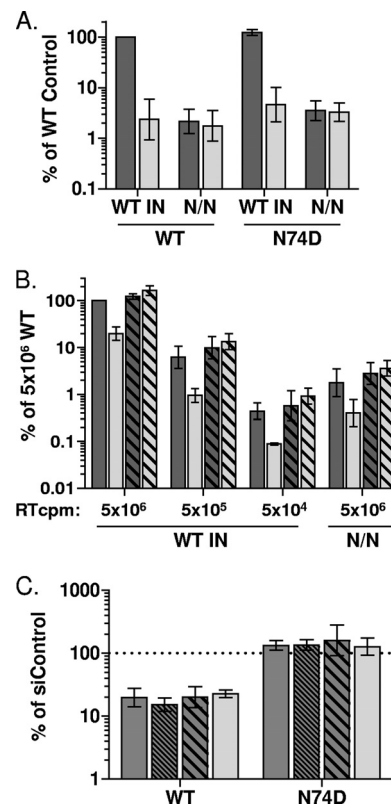 A.
% of WT Control
100
10
1
0.1
WT IN N/N WT IN N/N
WT N74D
B.
% of 5x10⁶ WT
100
10
1
0.1
0.01
RTcpm: 5x10⁶ 5x10⁵ 5x10⁴ 5x10⁶
WT IN N/N
C.
% of siControl
1000
100
10
1
WT N74D